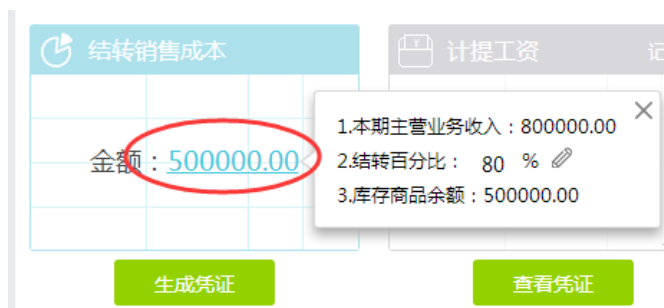 结转销售成本
计提工资
记
1.本期主营业务收入：800000.00
金额：500000.00
2.结转百分比： 80 %
3.库存商品余额：500000.00
生成凭证
查看凭证